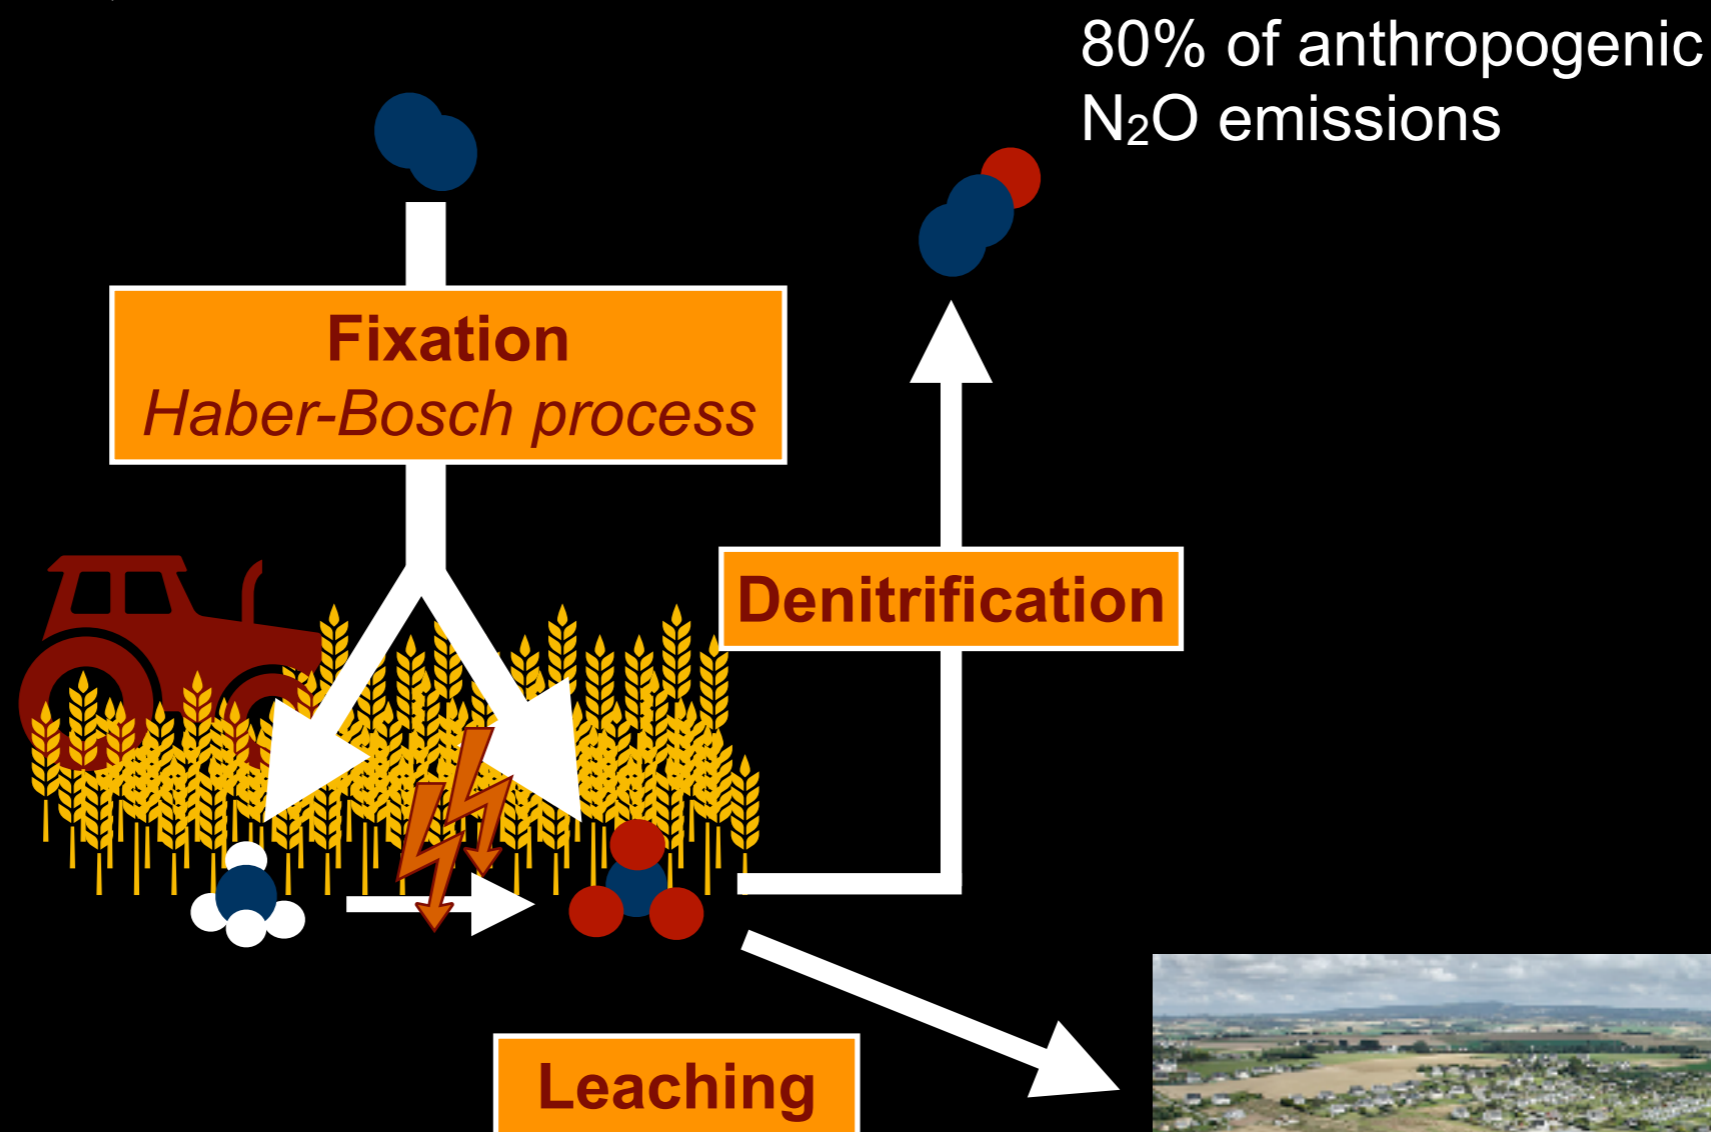 80% of anthropogenic
N₂O emissions
Fixation
Haber-Bosch process
Denitrification
Leaching